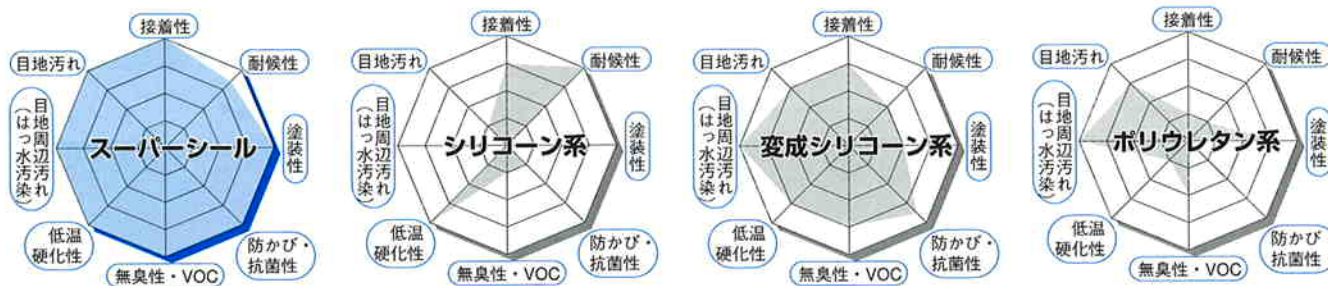 接着性
目地汚れ
耐候性
目地周辺汚れ
（はっ水汚染）
スーパーシール
塗装性
低温
硬化性
防かび・
抗菌性
無臭性・VOC
接着性
目地汚れ
耐候性
目地周辺汚れ
（はっ水汚染）
シリコーン系
塗装性
低温
硬化性
防かび・
抗菌性
無臭性・VOC
接着性
目地汚れ
耐候性
目地周辺汚れ
（はっ水汚染）
変成シリコーン系
塗装性
低温
硬化性
防かび・
抗菌性
無臭性・VOC
接着性
目地汚れ
耐候性
目地周辺汚れ
（はっ水汚染）
ポリウレタン系
塗装性
低温
硬化性
防かび・
抗菌性
無臭性・VOC